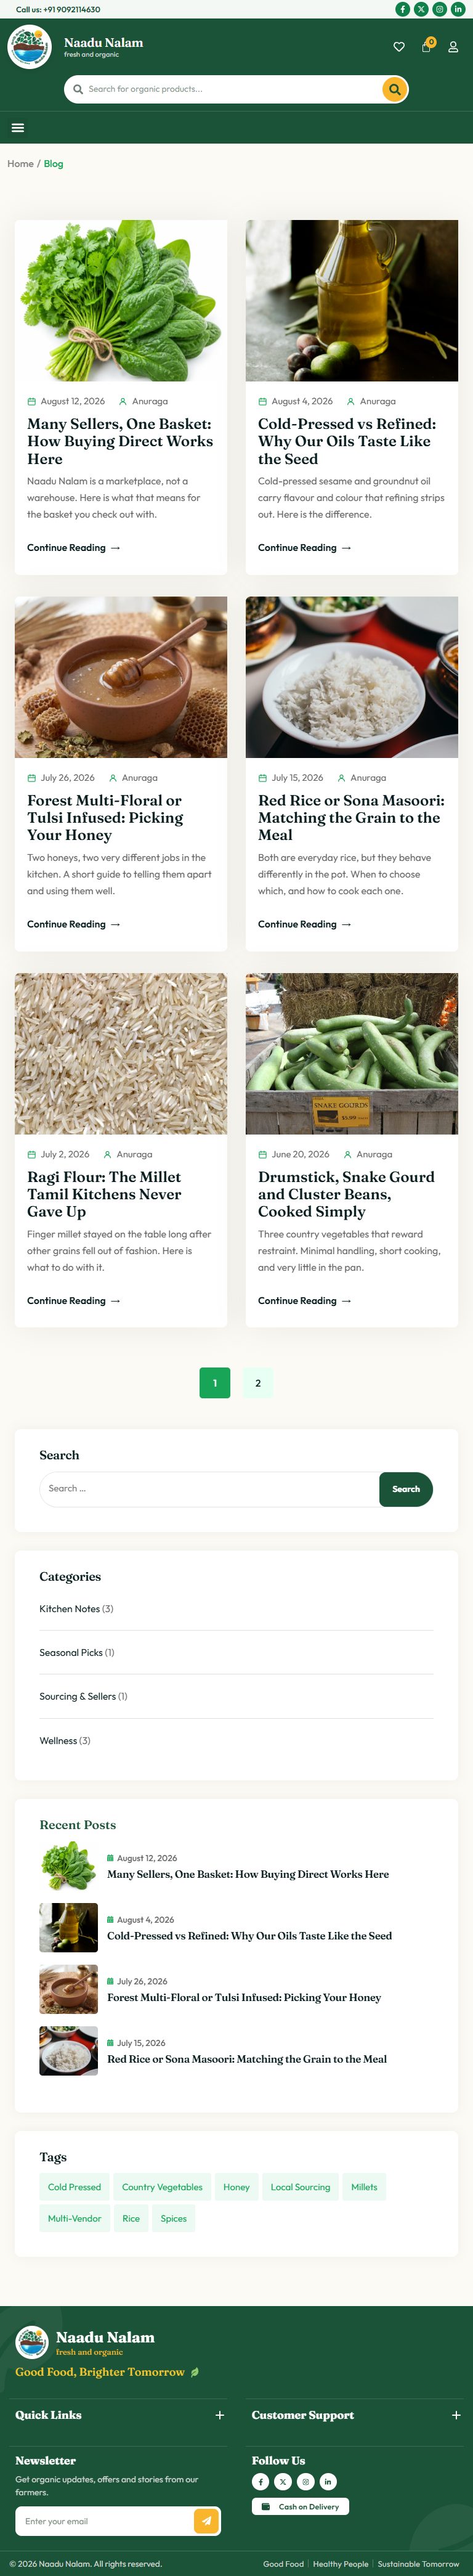 Call us: +91 9092114630
Naadu Nalam
fresh and organic
0
Search for organic products...
Home / Blog
August 12, 2026 Anuraga
Many Sellers, One Basket:
How Buying Direct Works
Here
Naadu Nalam is a marketplace, not a
warehouse. Here is what that means for
the basket you check out with.
Continue Reading →
August 4, 2026 Anuraga
Cold-Pressed vs Refined:
Why Our Oils Taste Like
the Seed
Cold-pressed sesame and groundnut oil
carry flavour and colour that refining strips
out. Here is the difference.
Continue Reading →
July 26, 2026 Anuraga
Forest Multi-Floral or
Tulsi Infused: Picking
Your Honey
Two honeys, two very different jobs in the
kitchen. A short guide to telling them apart
and using them well.
Continue Reading →
July 15, 2026 Anuraga
Red Rice or Sona Masoori:
Matching the Grain to the
Meal
Both are everyday rice, but they behave
differently in the pot. When to choose
which, and how to cook each one.
Continue Reading →
July 2, 2026 Anuraga
Ragi Flour: The Millet
Tamil Kitchens Never
Gave Up
Finger millet stayed on the table long after
other grains fell out of fashion. Here is
what to do with it.
Continue Reading →
SNAKE GOURDS
June 20, 2026 Anuraga
Drumstick, Snake Gourd
and Cluster Beans,
Cooked Simply
Three country vegetables that reward
restraint. Minimal handling, short cooking,
and very little in the pan.
Continue Reading →
1 2
Search
Search ... Search
Categories
Kitchen Notes (3)
Seasonal Picks (1)
Sourcing & Sellers (1)
Wellness (3)
Recent Posts
August 12, 2026
Many Sellers, One Basket: How Buying Direct Works Here
August 4, 2026
Cold-Pressed vs Refined: Why Our Oils Taste Like the Seed
July 26, 2026
Forest Multi-Floral or Tulsi Infused: Picking Your Honey
July 15, 2026
Red Rice or Sona Masoori: Matching the Grain to the Meal
Tags
Cold Pressed Country Vegetables Honey Local Sourcing Millets
Multi-Vendor Rice Spices
Naadu Nalam
fresh and organic
Good Food, Brighter Tomorrow
Quick Links +
Customer Support +
Newsletter
Get organic updates, offers and stories from our
farmers.
Enter your email
Follow Us
Cash on Delivery
© 2026 Naadu Nalam. All rights reserved.
Good Food | Healthy People | Sustainable Tomorrow